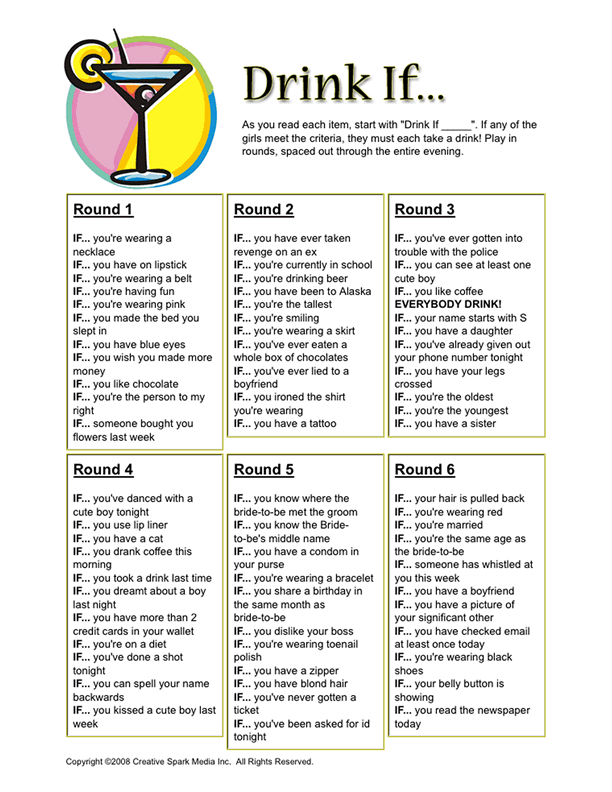 Drink If...
As you read each item, start with "Drink If _____". If any of the
girls meet the criteria, they must each take a drink! Play in
rounds, spaced out through the entire evening.
Round 1
IF... you're wearing a
necklace
IF... you have on lipstick
IF... you're wearing a belt
IF... you're having fun
IF... you're wearing pink
IF... you made the bed you
slept in
IF... you have blue eyes
IF... you wish you made more
money
IF... you like chocolate
IF... you're the person to my
right
IF... someone bought you
flowers last week
Round 2
IF... you have ever taken
revenge on an ex
IF... you're currently in school
IF... you're drinking beer
IF... you have been to Alaska
IF... you're the tallest
IF... you're smiling
IF... you're wearing a skirt
IF... you've ever eaten a
whole box of chocolates
IF... you've ever lied to a
boyfriend
IF... you ironed the shirt
you're wearing
IF... you have a tattoo
Round 3
IF... you've ever gotten into
trouble with the police
IF... you can see at least one
cute boy
IF... you like coffee
EVERYBODY DRINK!
IF... your name starts with S
IF... you have a daughter
IF... you've already given out
your phone number tonight
IF... you have your legs
crossed
IF... you're the oldest
IF... you're the youngest
IF... you have a sister
Round 4
IF... you've danced with a
cute boy tonight
IF... you use lip liner
IF... you have a cat
IF... you drank coffee this
morning
IF... you took a drink last time
IF... you dreamt about a boy
last night
IF... you have more than 2
credit cards in your wallet
IF... you're on a diet
IF... you've done a shot
tonight
IF... you can spell your name
backwards
IF... you kissed a cute boy last
week
Round 5
IF... you know where the
bride-to-be met the groom
IF... you know the Bride-
to-be's middle name
IF... you have a condom in
your purse
IF... you're wearing a bracelet
IF... you share a birthday in
the same month as
bride-to-be
IF... you dislike your boss
IF... you're wearing toenail
polish
IF... you have a zipper
IF... you have blond hair
IF... you've never gotten a
ticket
IF... you've been asked for id
tonight
Round 6
IF... your hair is pulled back
IF... you're wearing red
IF... you're married
IF... you're the same age as
the bride-to-be
IF... someone has whistled at
you this week
IF... you have a boyfriend
IF... you have a picture of
your significant other
IF... you have checked email
at least once today
IF... you're wearing black
shoes
IF... your belly button is
showing
IF... you read the newspaper
today
Copyright ©2008 Creative Spark Media Inc. All Rights Reserved.